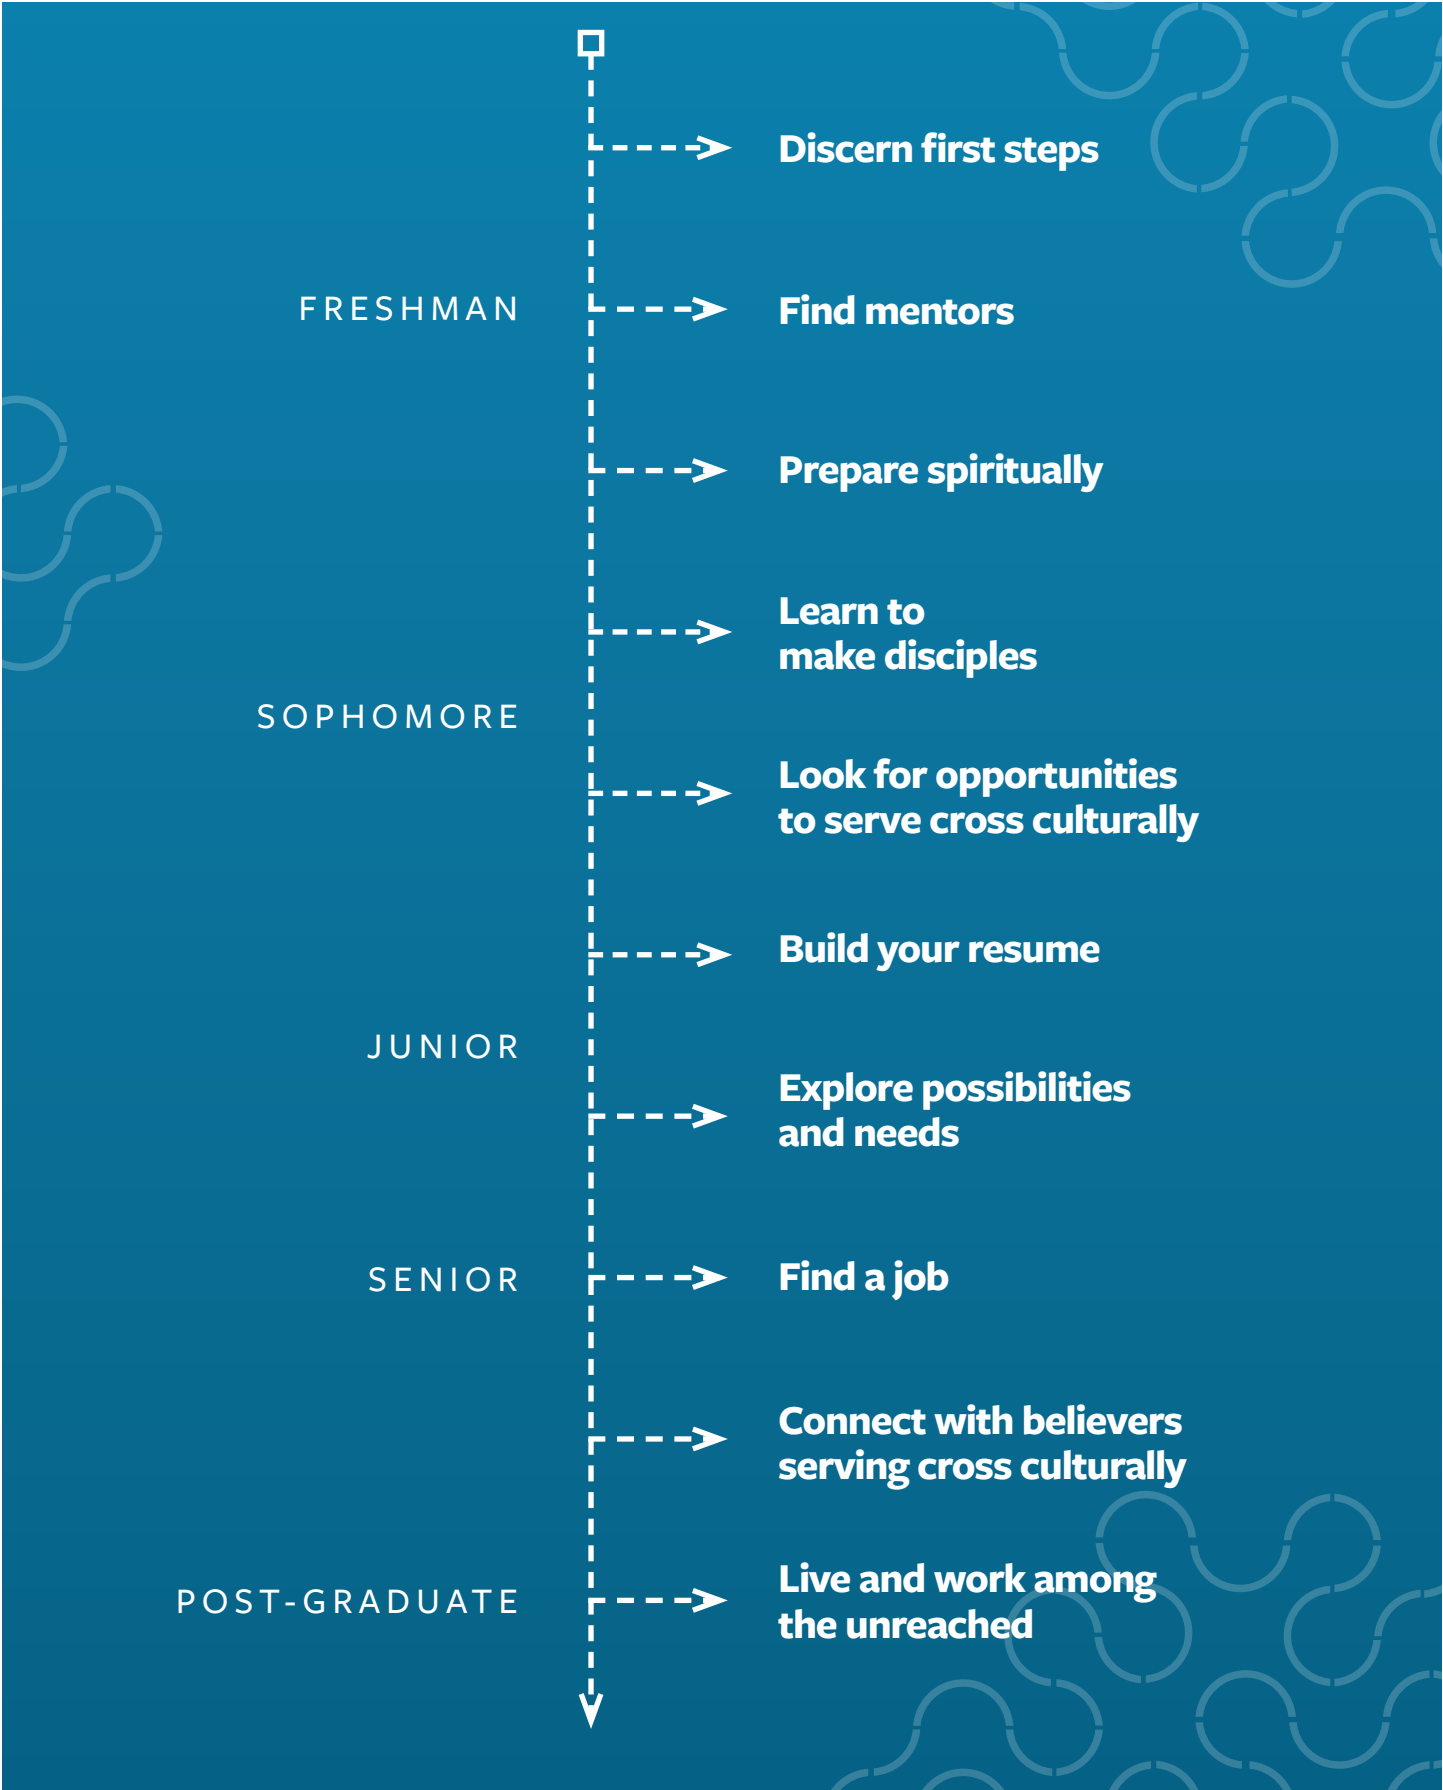 Discern first steps
FRESHMAN
Find mentors
Prepare spiritually
Learn to
make disciples
SOPHOMORE
Look for opportunities
to serve cross culturally
Build your resume
JUNIOR
Explore possibilities
and needs
SENIOR
Find a job
Connect with believers
serving cross culturally
POST-GRADUATE
Live and work among
the unreached